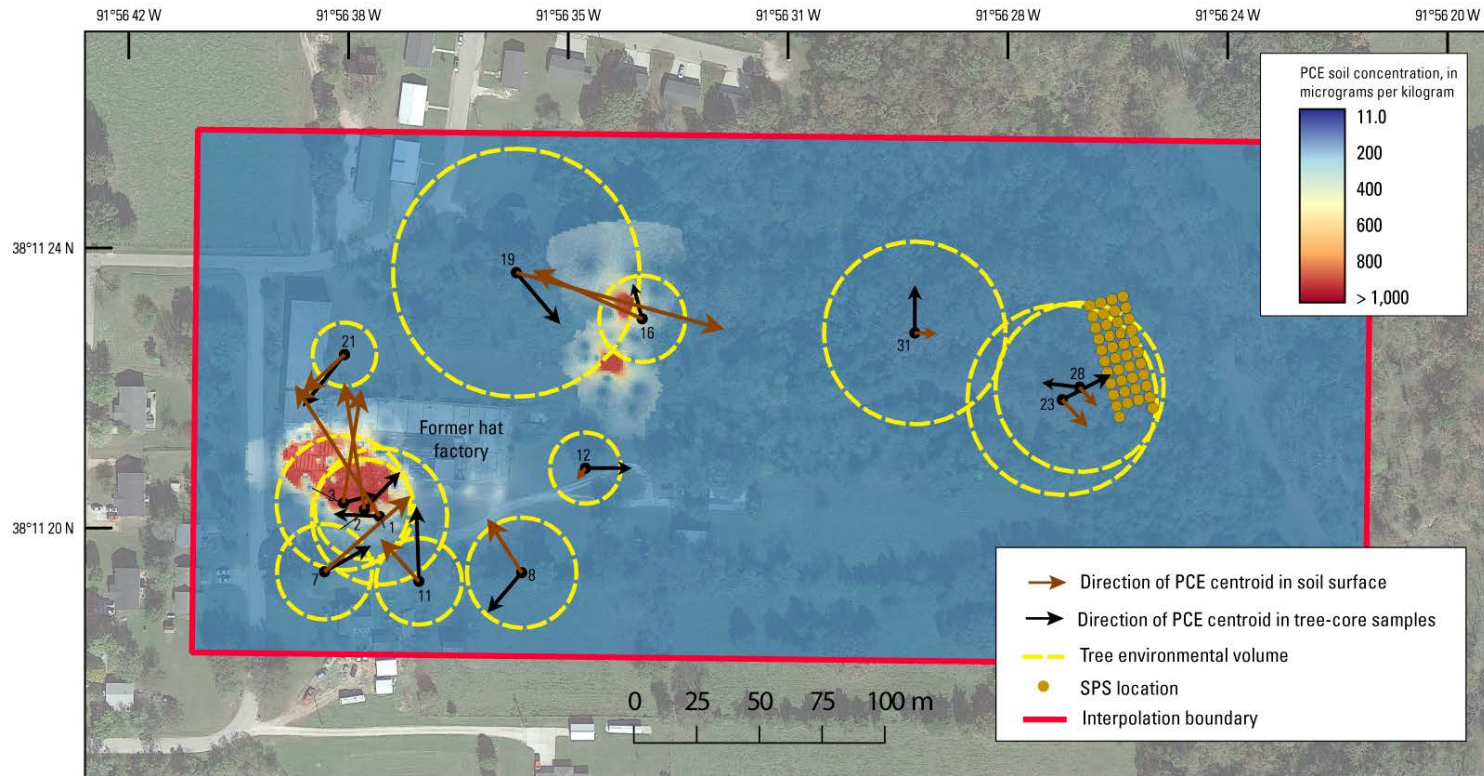 91°56 42 W 91°56 38 W 91°56 35 W 91°56 31 W 91°56 28 W 91°56 24 W 91°56 20 W
PCE soil concentration, in
micrograms per kilogram
11.0
200
400
600
800
> 1,000
38°11 24 N
19
16
31
21
28
23
Former hat
factory
12
3
2
1
38°11 20 N
7
11
8
Direction of PCE centroid in soil surface
Direction of PCE centroid in tree-core samples
Tree environmental volume
SPS location
Interpolation boundary
0 25 50 75 100 m